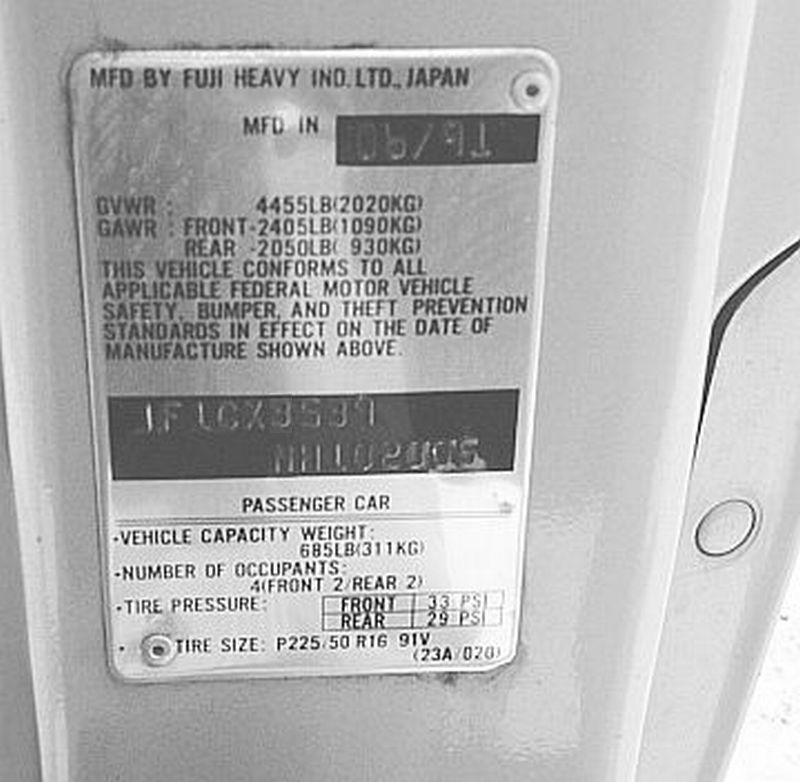 MFD BY FUJI HEAVY IND. LTD., JAPAN
MFD IN 06/91
GVWR : 4455LB(2020KG)
GAWR : FRONT-2405LB(1090KG)
REAR -2050LB( 930KG)
THIS VEHICLE CONFORMS TO ALL
APPLICABLE FEDERAL MOTOR VEHICLE
SAFETY, BUMPER, AND THEFT PREVENTION
STANDARDS IN EFFECT ON THE DATE OF
MANUFACTURE SHOWN ABOVE.
PASSENGER CAR
·VEHICLE CAPACITY WEIGHT:
685LB(311KG)
·NUMBER OF OCCUPANTS:
4(FRONT 2/REAR 2)
·TIRE PRESSURE: FRONT 33 PSI
REAR 29 PSI
· TIRE SIZE: P225/50 R16 91V
(23A/020)